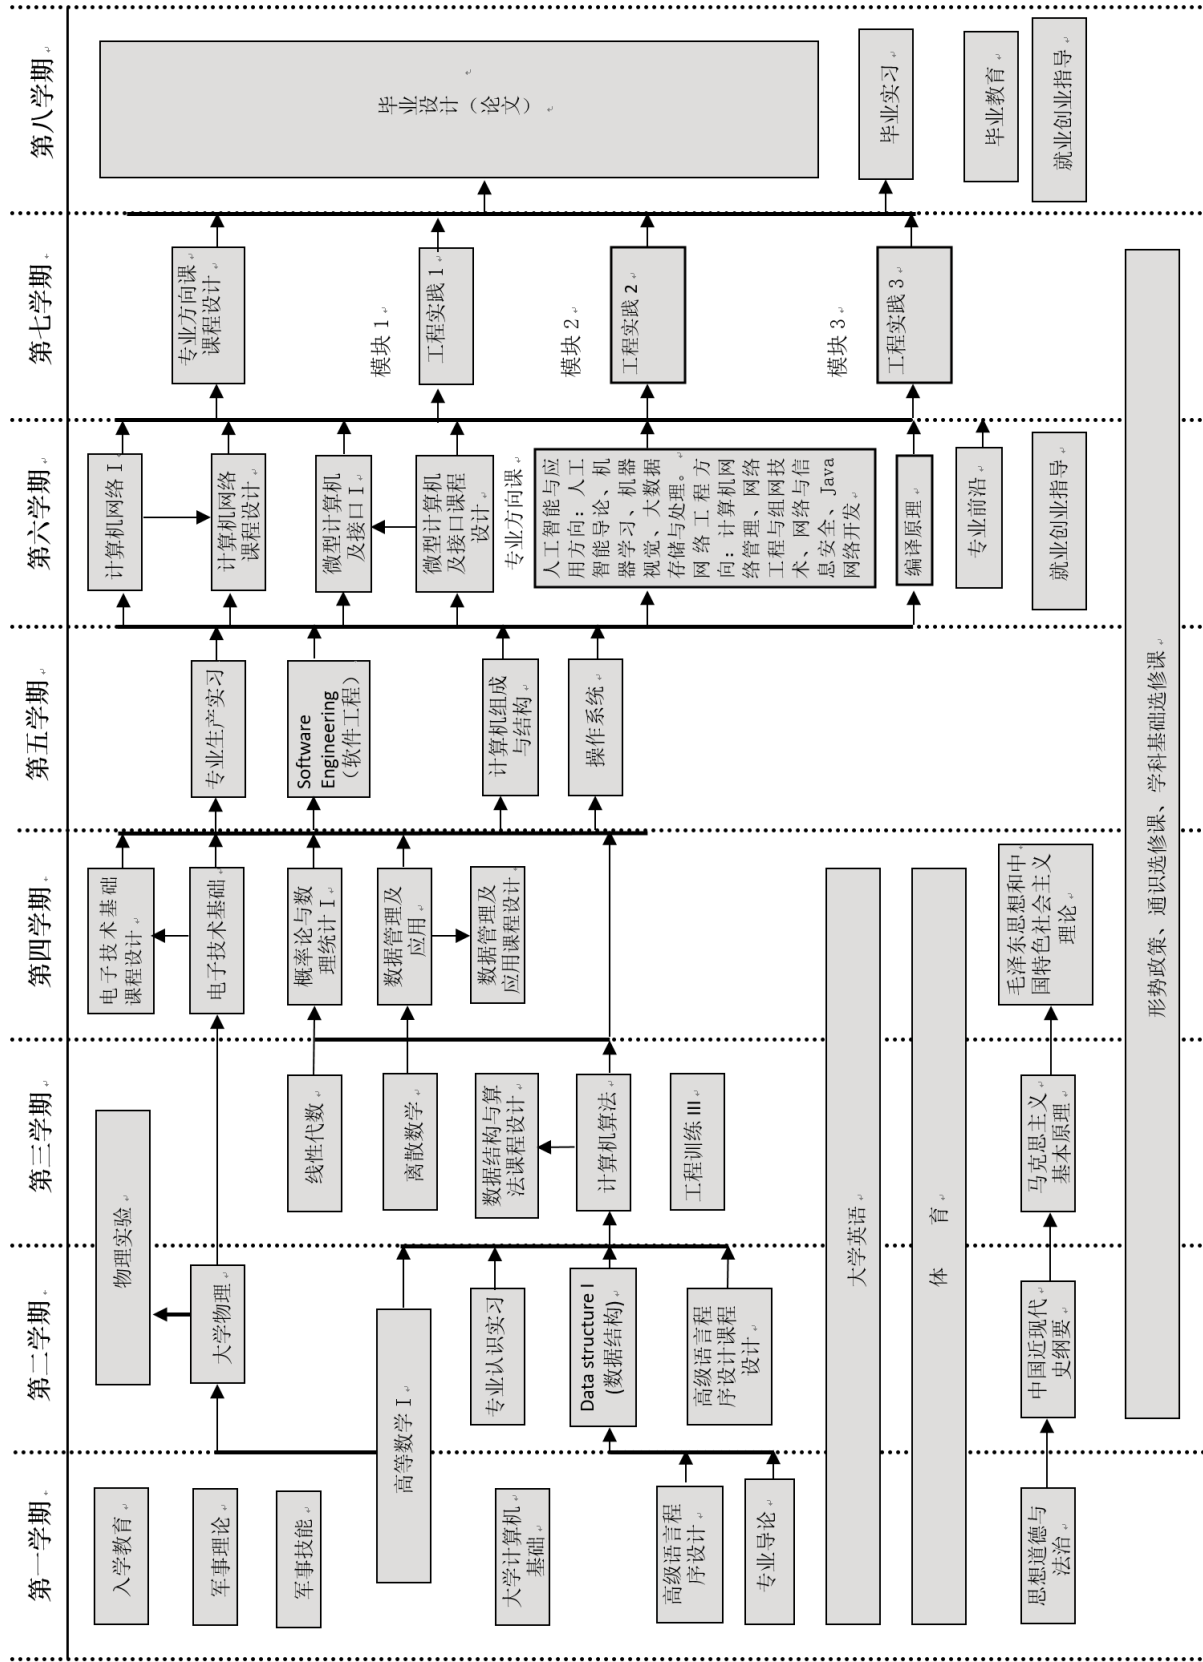 第一学期
第二学期
第三学期
第四学期
第五学期
第六学期
第七学期
第八学期
入学教育
军事理论
军事技能
高等数学 I
大学计算机
基础
高级语言程
序设计
专业导论
思想道德与
法治
物理实验
大学物理
专业认识实习
Data structure I
(数据结构)
高级语言程
序设计课程
设计
中国近现代
史纲要
线性代数
离散数学
数据结构与算
法课程设计
计算机算法
工程训练 III
大学英语
体 育
马克思主义
基本原理
电子技术基础
课程设计
电子技术基础
概率论与数
理统计 I
数据管理及
应用
数据管理及
应用课程设计
毛泽东思想和中
国特色社会主义
理论
专业生产实习
Software
Engineering
(软件工程)
计算机组成
与结构
操作系统
形势政策、通识选修课、学科基础选修课
计算机网络 I
计算机网络
课程设计
微型计算机
及接口 I
微型计算机
及接口课程
设计
专业方向课
人工智能与应
用方向：人工
智能导论、机
器学习、机器
视觉、大数据
存储与处理。
网络工程方
向：计算机网
络管理、网络
工程与组网技
术、网络与信
息安全、Java
网络开发
编译原理
专业前沿
就业创业指导
专业方向课
课程设计
模块 1
工程实践 1
模块 2
工程实践 2
模块 3
工程实践 3
毕业设计（论文）
毕业实习
毕业教育
就业创业指导